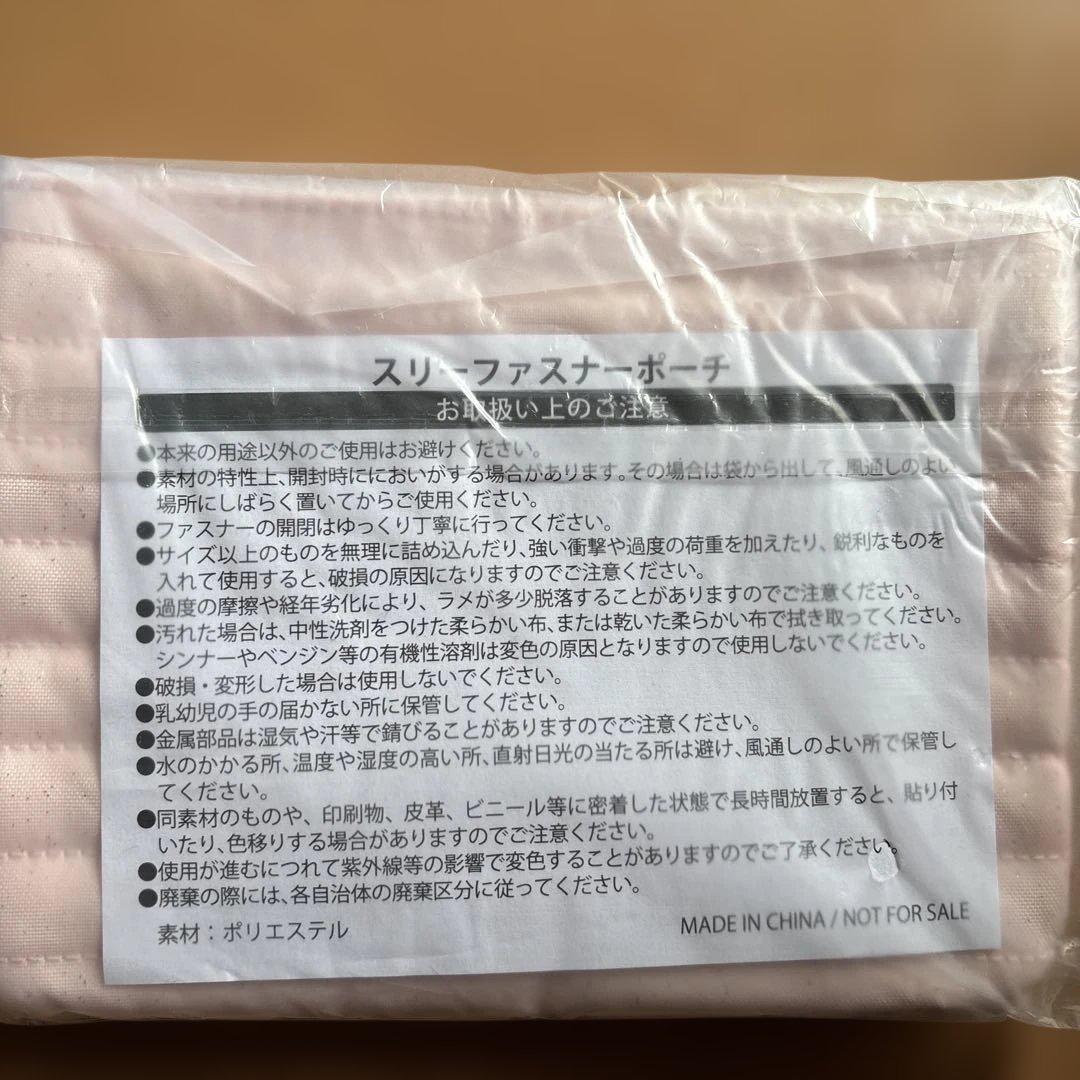 スリーファスナーポーチ
お取扱い上のご注意
●本来の用途以外のご使用はお避けください。
●素材の特性上、開封時ににおいがする場合があります。その場合は袋から出して、風通しのよい
場所にしばらく置いてからご使用ください。
●ファスナーの開閉はゆっくり丁寧に行ってください。
●サイズ以上のものを無理に詰め込んだり、強い衝撃や過度の荷重を加えたり、鋭利なものを
入れて使用すると、破損の原因になりますのでご注意ください。
●過度の摩擦や経年劣化により、ラメが多少脱落することがありますのでご注意ください。
●汚れた場合は、中性洗剤をつけた柔らかい布、または乾いた柔らかい布で拭き取ってください。
シンナーやベンジン等の有機性溶剤は変色の原因となりますので使用しないでください。
●破損・変形した場合は使用しないでください。
●乳幼児の手の届かない所に保管してください。
●金属部品は湿気や汗等で錆びることがありますのでご注意ください。
●水のかかる所、温度や湿度の高い所、直射日光の当たる所は避け、風通しのよい所で保管し
てください。
●同素材のものや、印刷物、皮革、ビニール等に密着した状態で長時間放置すると、貼り付
いたり、色移りする場合がありますのでご注意ください。
●使用が進むにつれて紫外線等の影響で変色することがありますのでご了承ください。
●廃棄の際には、各自治体の廃棄区分に従ってください。
素材：ポリエステル
MADE IN CHINA / NOT FOR SALE